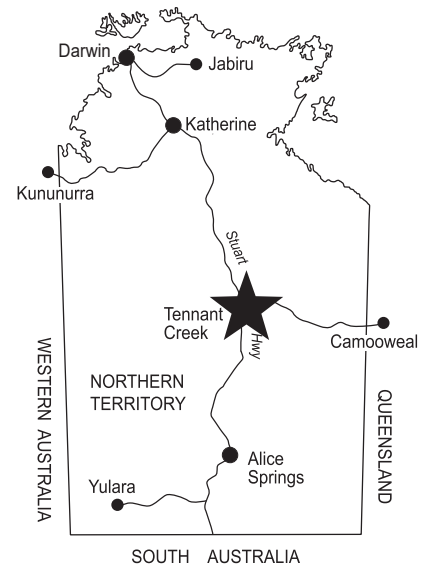 Darwin
Jabiru
Katherine
Kununurra
Stuart
Tennant
Creek
Hwy
Camooweal
WESTERN AUSTRALIA
NORTHERN
TERRITORY
QUEENSLAND
Alice
Springs
Yulara
SOUTH AUSTRALIA